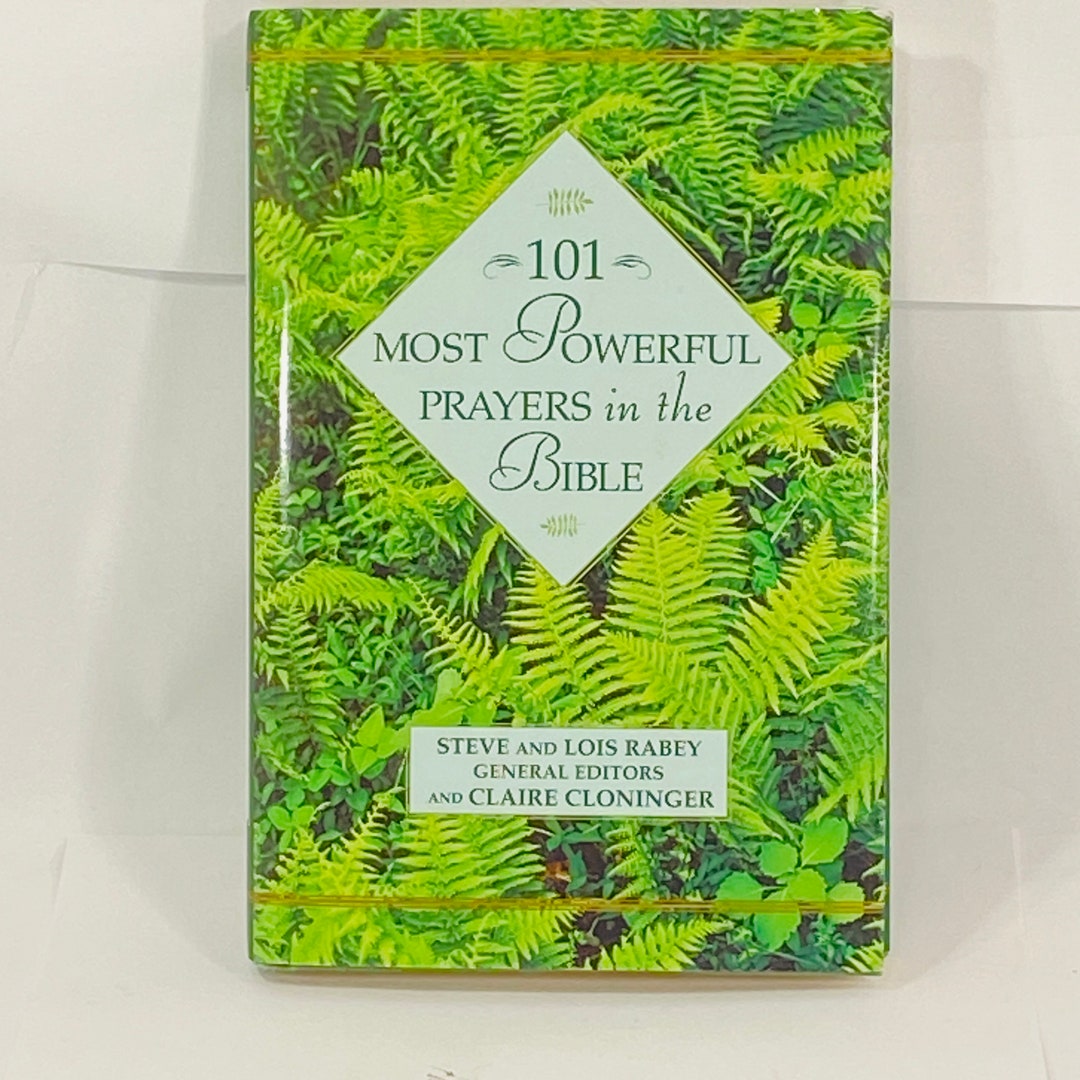 101
MOST POWERFUL
PRAYERS in the
BIBLE
STEVE AND LOIS RABEY
GENERAL EDITORS
AND CLAIRE CLONINGER